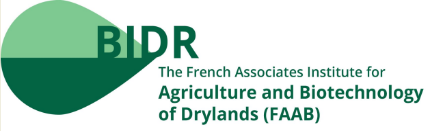 BIDR
The French Associates Institute for
Agriculture and Biotechnology
of Drylands (FAAB)